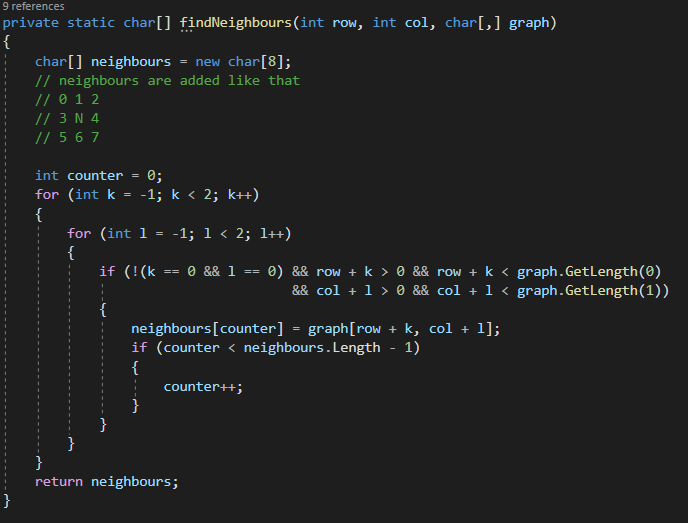 9 references
private static char[] findNeighbours(int row, int col, char[,] graph)
{
    char[] neighbours = new char[8];
    // neighbours are added like that
    // 0 1 2
    // 3 N 4
    // 5 6 7

    int counter = 0;
    for (int k = -1; k < 2; k++)
    {
        for (int l = -1; l < 2; l++)
        {
            if (!(k == 0 && l == 0) && row + k > 0 && row + k < graph.GetLength(0)
                                    && col + l > 0 && col + l < graph.GetLength(1))
            {
                neighbours[counter] = graph[row + k, col + l];
                if (counter < neighbours.Length - 1)
                {
                    counter++;
                }
            }
        }
    }
    return neighbours;
}